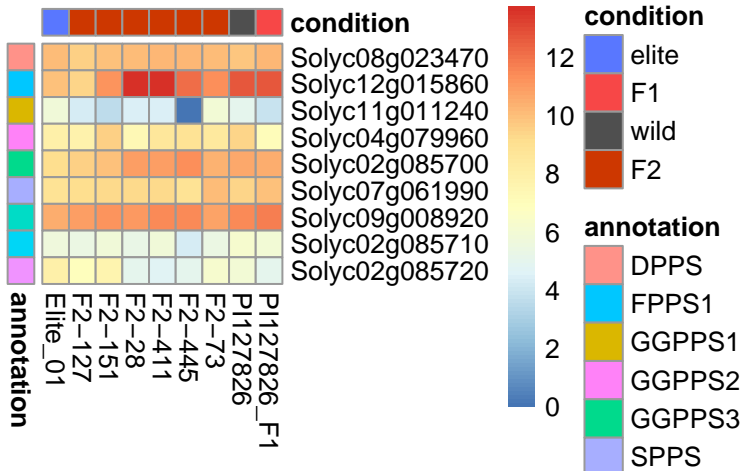 condition
Solyc08g023470
Solyc12g015860
Solyc11g011240
Solyc04g079960
Solyc02g085700
Solyc07g061990
Solyc09g008920
Solyc02g085710
Solyc02g085720
annotation
Elite_01
F2−127
F2−151
F2−28
F2−411
F2−445
F2−73
PI127826
PI127826_F1
12
10
8
6
4
2
0
condition
elite
F1
wild
F2
annotation
DPPS
FPPS1
GGPPS1
GGPPS2
GGPPS3
SPPS